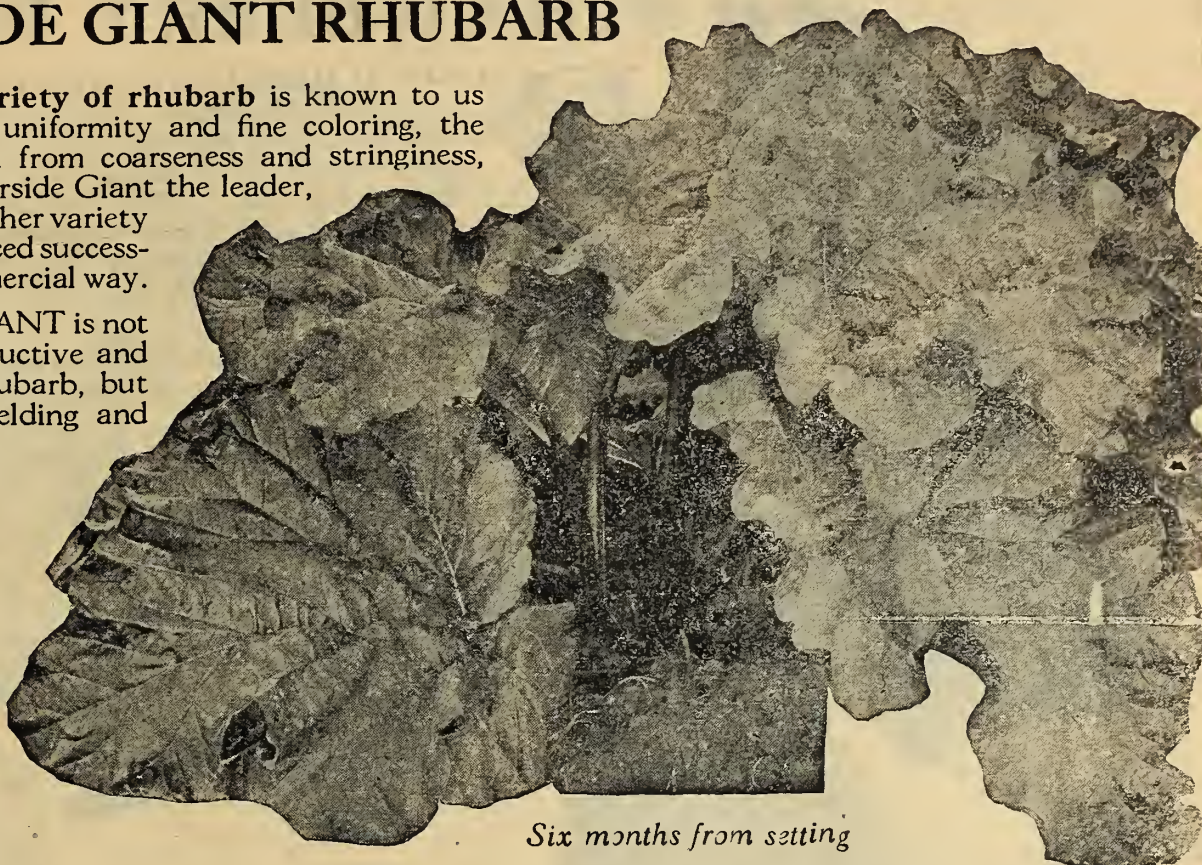 DE GIANT RHUBARB
riety of rhubarb is known to us
uniformity and fine coloring, the
from coarseness and stringiness,
rside Giant the leader,
her variety
ced success-
ercial way.
ANT is not
uctive and
ubarb, but
elding and
Six months from setting